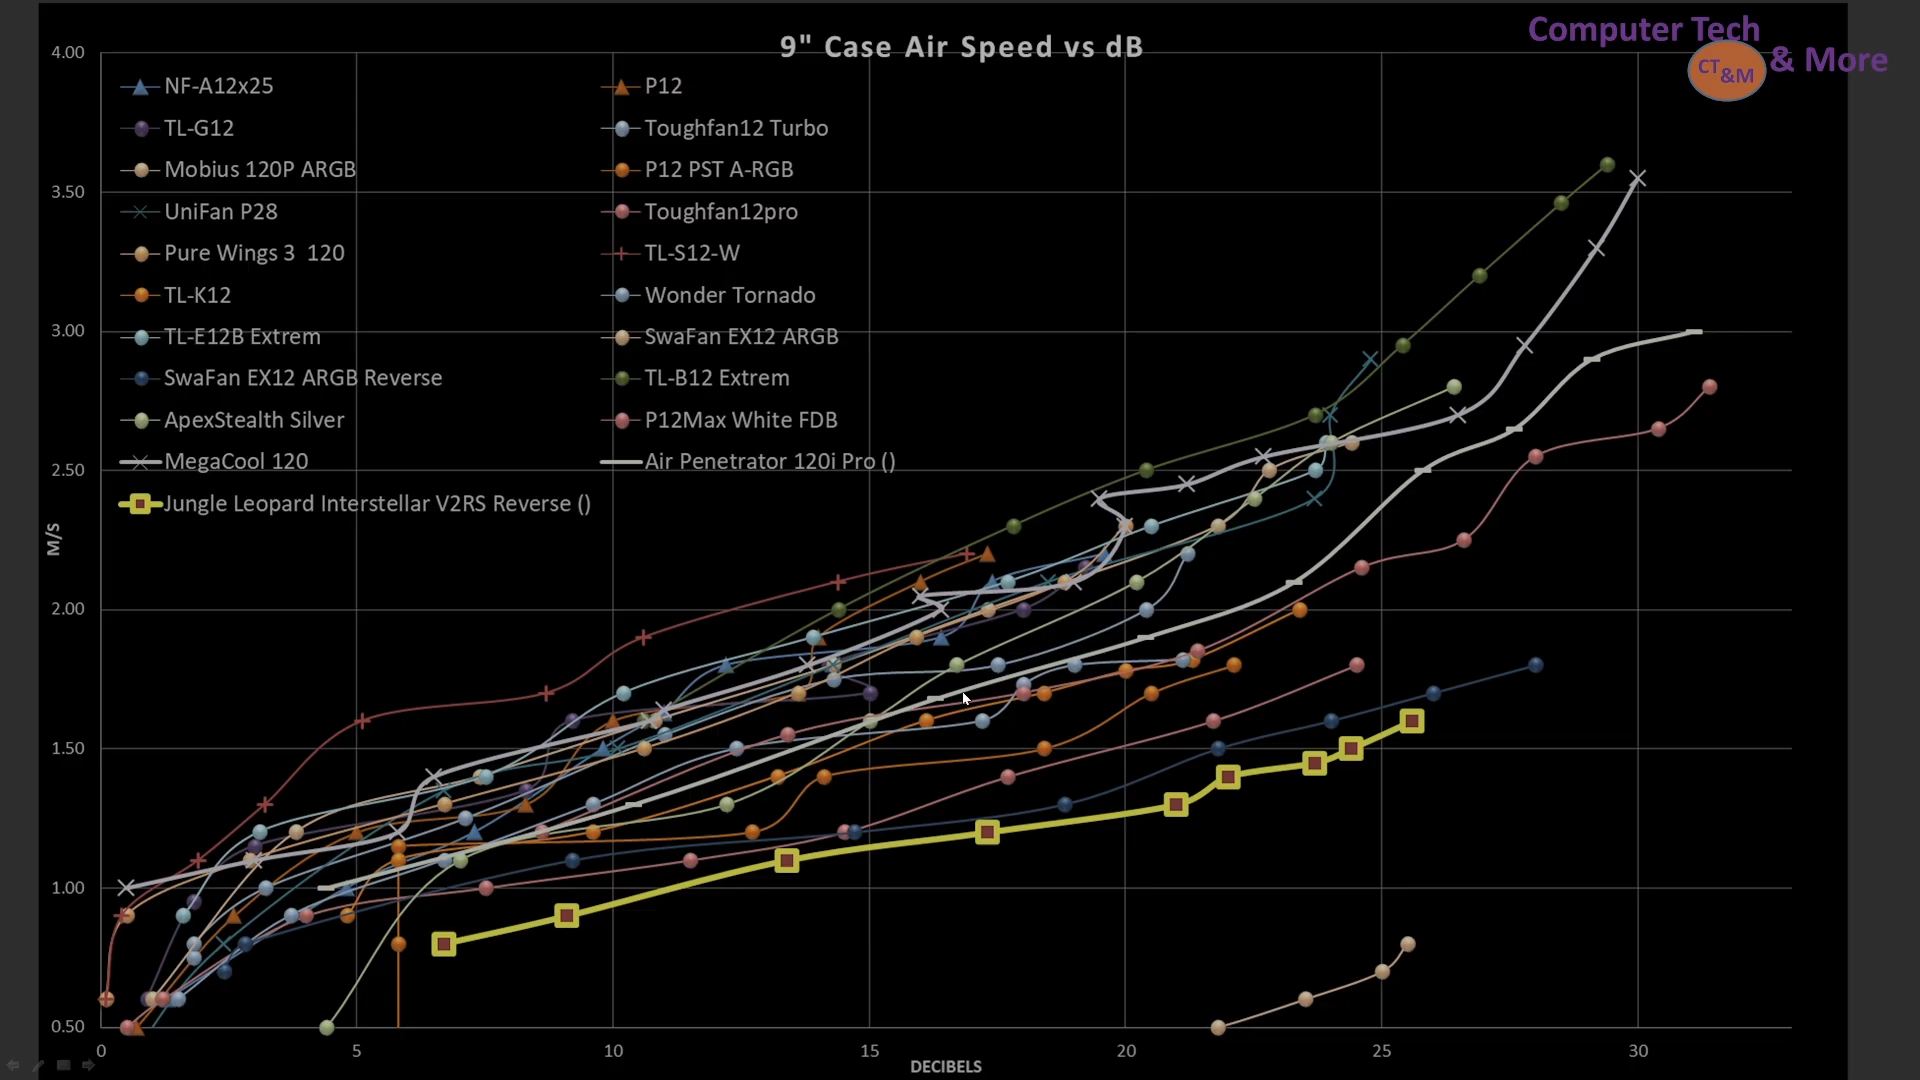 Computer Tech
& More
CT
&M
9" Case Air Speed vs dB
4.00
NF-A12x25
P12
TL-G12
Toughfan12 Turbo
Mobius 120P ARGB
P12 PST A-RGB
3.50
UniFan P28
Toughfan12pro
Pure Wings 3  120
TL-S12-W
TL-K12
Wonder Tornado
3.00
TL-E12B Extrem
SwaFan EX12 ARGB
SwaFan EX12 ARGB Reverse
TL-B12 Extrem
ApexStealth Silver
P12Max White FDB
2.50
MegaCool 120
Air Penetrator 120i Pro ()
Jungle Leopard Interstellar V2RS Reverse ()
M/S
2.00
1.50
1.00
0.50
0 5 10 15 20 25 30
DECIBELS